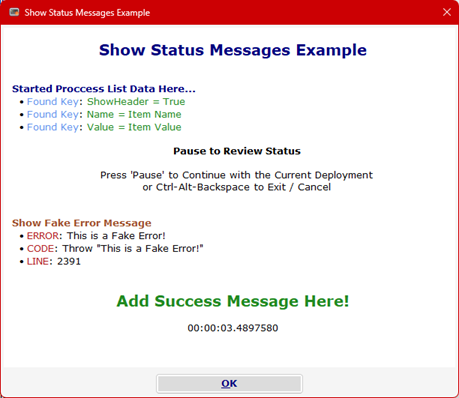 Show Status Messages Example
Show Status Messages Example
Started Proccess List Data Here...
• Found Key: ShowHeader = True
• Found Key: Name = Item Name
• Found Key: Value = Item Value
Pause to Review Status
Press 'Pause' to Continue with the Current Deployment
or Ctrl-Alt-Backspace to Exit / Cancel
Show Fake Error Message
• ERROR: This is a Fake Error!
• CODE: Throw "This is a Fake Error!"
• LINE: 2391
Add Success Message Here!
00:00:03.4897580
OK